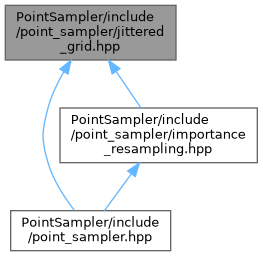 PointSampler/include
/point_sampler/jittered
_grid.hpp
PointSampler/include
/point_sampler/importance
_resampling.hpp
PointSampler/include
/point_sampler.hpp